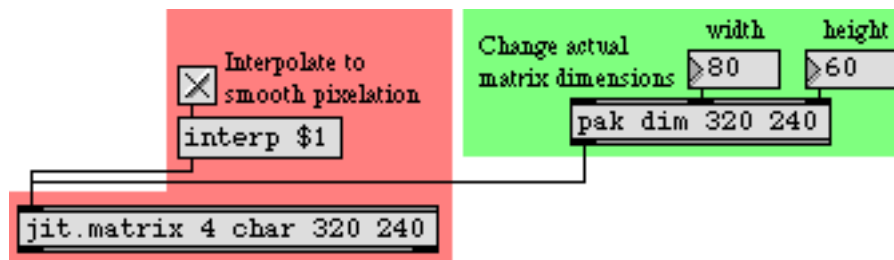 Interpolate to
smooth pixelation
interp $1
jit.matrix 4 char 320 240
Change actual
matrix dimensions
width
80
height
60
pak dim 320 240